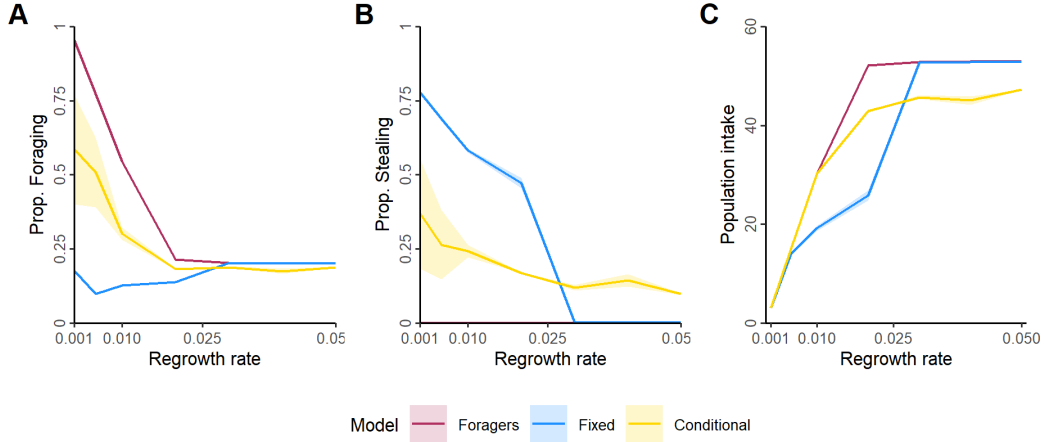 A
Prop. Foraging
1
0.75
0.5
0.25
0
0.001 0.010 0.025 0.05
Regrowth rate
B
Prop. Stealing
1
0.75
0.5
0.25
0
0.001 0.010 0.025 0.05
Regrowth rate
C
Population intake
60
40
20
0
0.001 0.010 0.025 0.050
Regrowth rate
Model Foragers Fixed Conditional